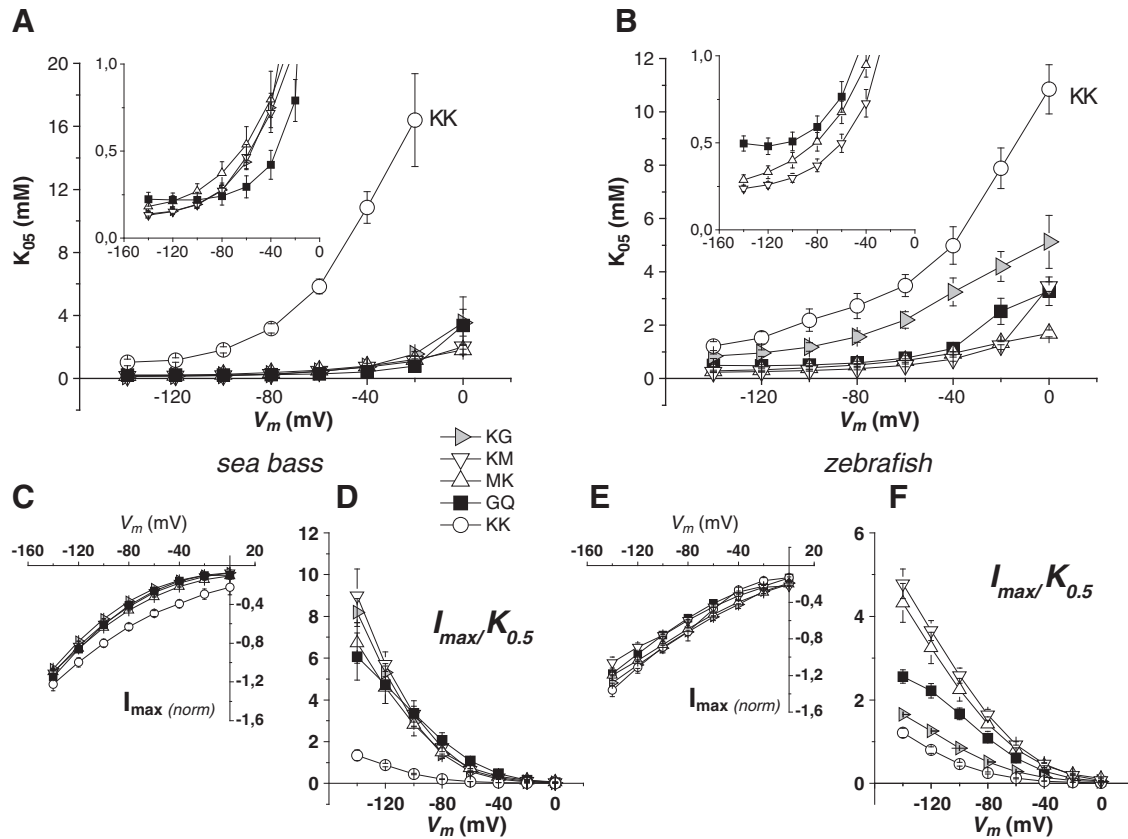 A
B
20
16
12
8
4
0
K05 (mM)
1,0
0,5
0,0
-160
-120
-80
-40
0
KK
-120
-80
-40
0
Vm (mV)
12
10
8
6
4
2
0
K05 (mM)
1,0
0,5
0,0
-160
-120
-80
-40
0
KK
-120
-80
-40
0
Vm (mV)
sea bass
zebrafish
KG
KM
MK
GQ
KK
C
Vm (mV)
-160
-120
-80
-40
20
-0,4
-0,8
-1,2
-1,6
Imax (norm)
D
12
10
8
6
4
2
0
Imax/K0.5
-120
-80
-40
0
Vm (mV)
E
Vm (mV)
-160
-120
-80
-40
20
-0,4
-0,8
-1,2
-1,6
Imax (norm)
F
6
4
2
0
Imax/K0.5
-120
-80
-40
0
Vm (mV)